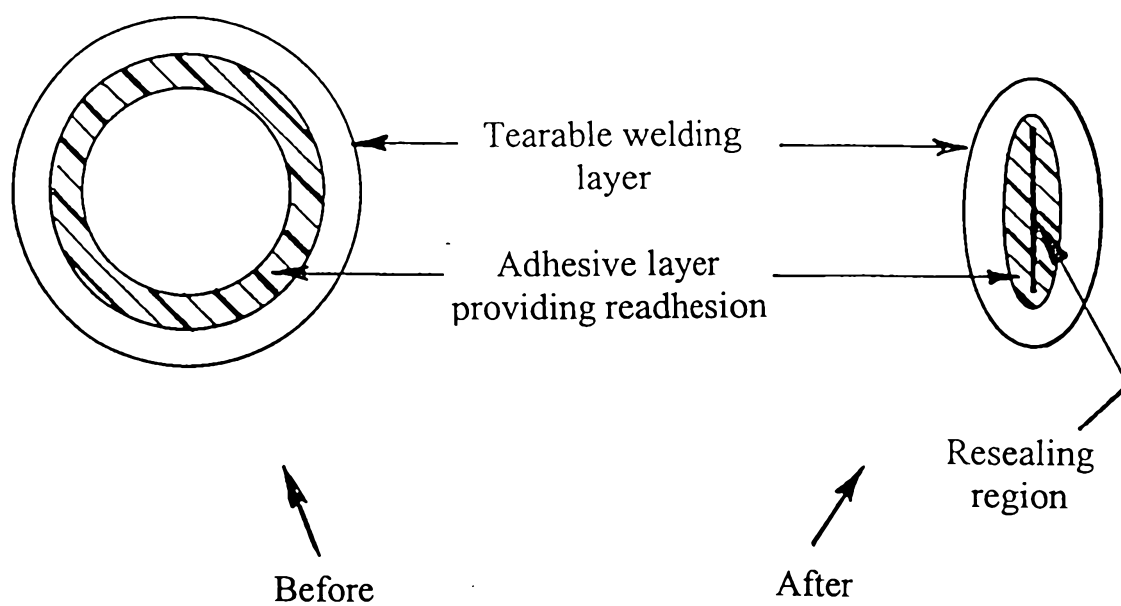 Tearable welding
layer
Adhesive layer
providing readhesion
Resealing
region
Before
After